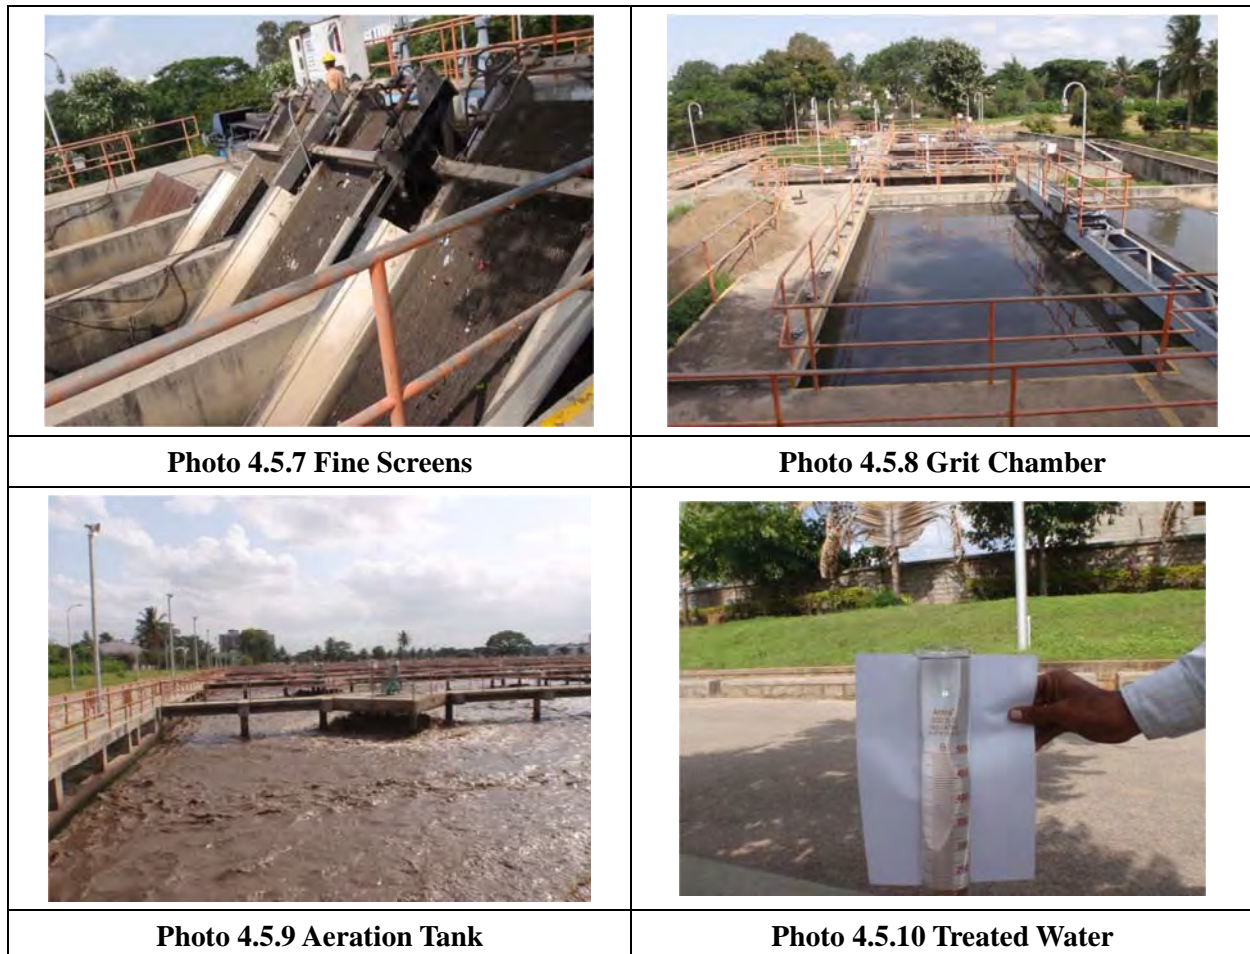 Photo 4.5.7 Fine Screens
Photo 4.5.8 Grit Chamber
Photo 4.5.9 Aeration Tank
Photo 4.5.10 Treated Water